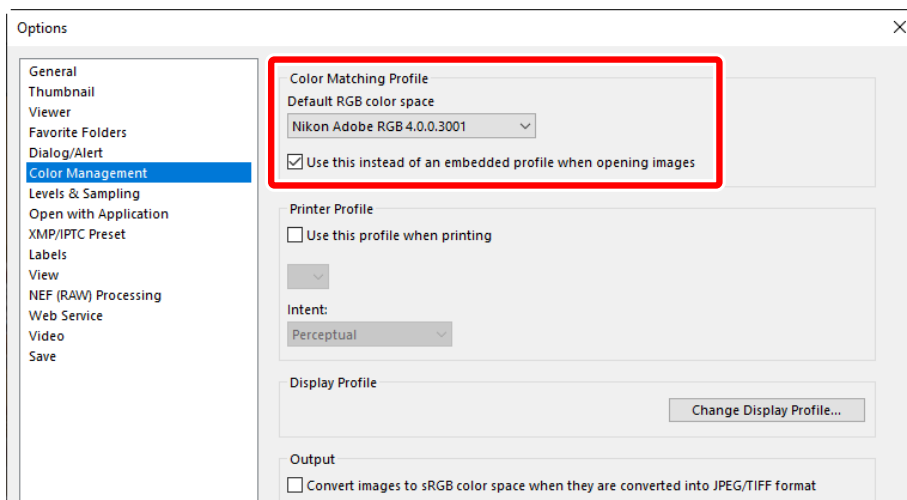 Options
General
Thumbnail
Viewer
Favorite Folders
Dialog/Alert
Color Management
Levels & Sampling
Open with Application
XMP/IPTC Preset
Labels
View
NEF (RAW) Processing
Web Service
Video
Save
Color Matching Profile
Default RGB color space
Nikon Adobe RGB 4.0.0.3001
Use this instead of an embedded profile when opening images
Printer Profile
Use this profile when printing
Intent:
Perceptual
Display Profile
Change Display Profile...
Output
Convert images to sRGB color space when they are converted into JPEG/TIFF format